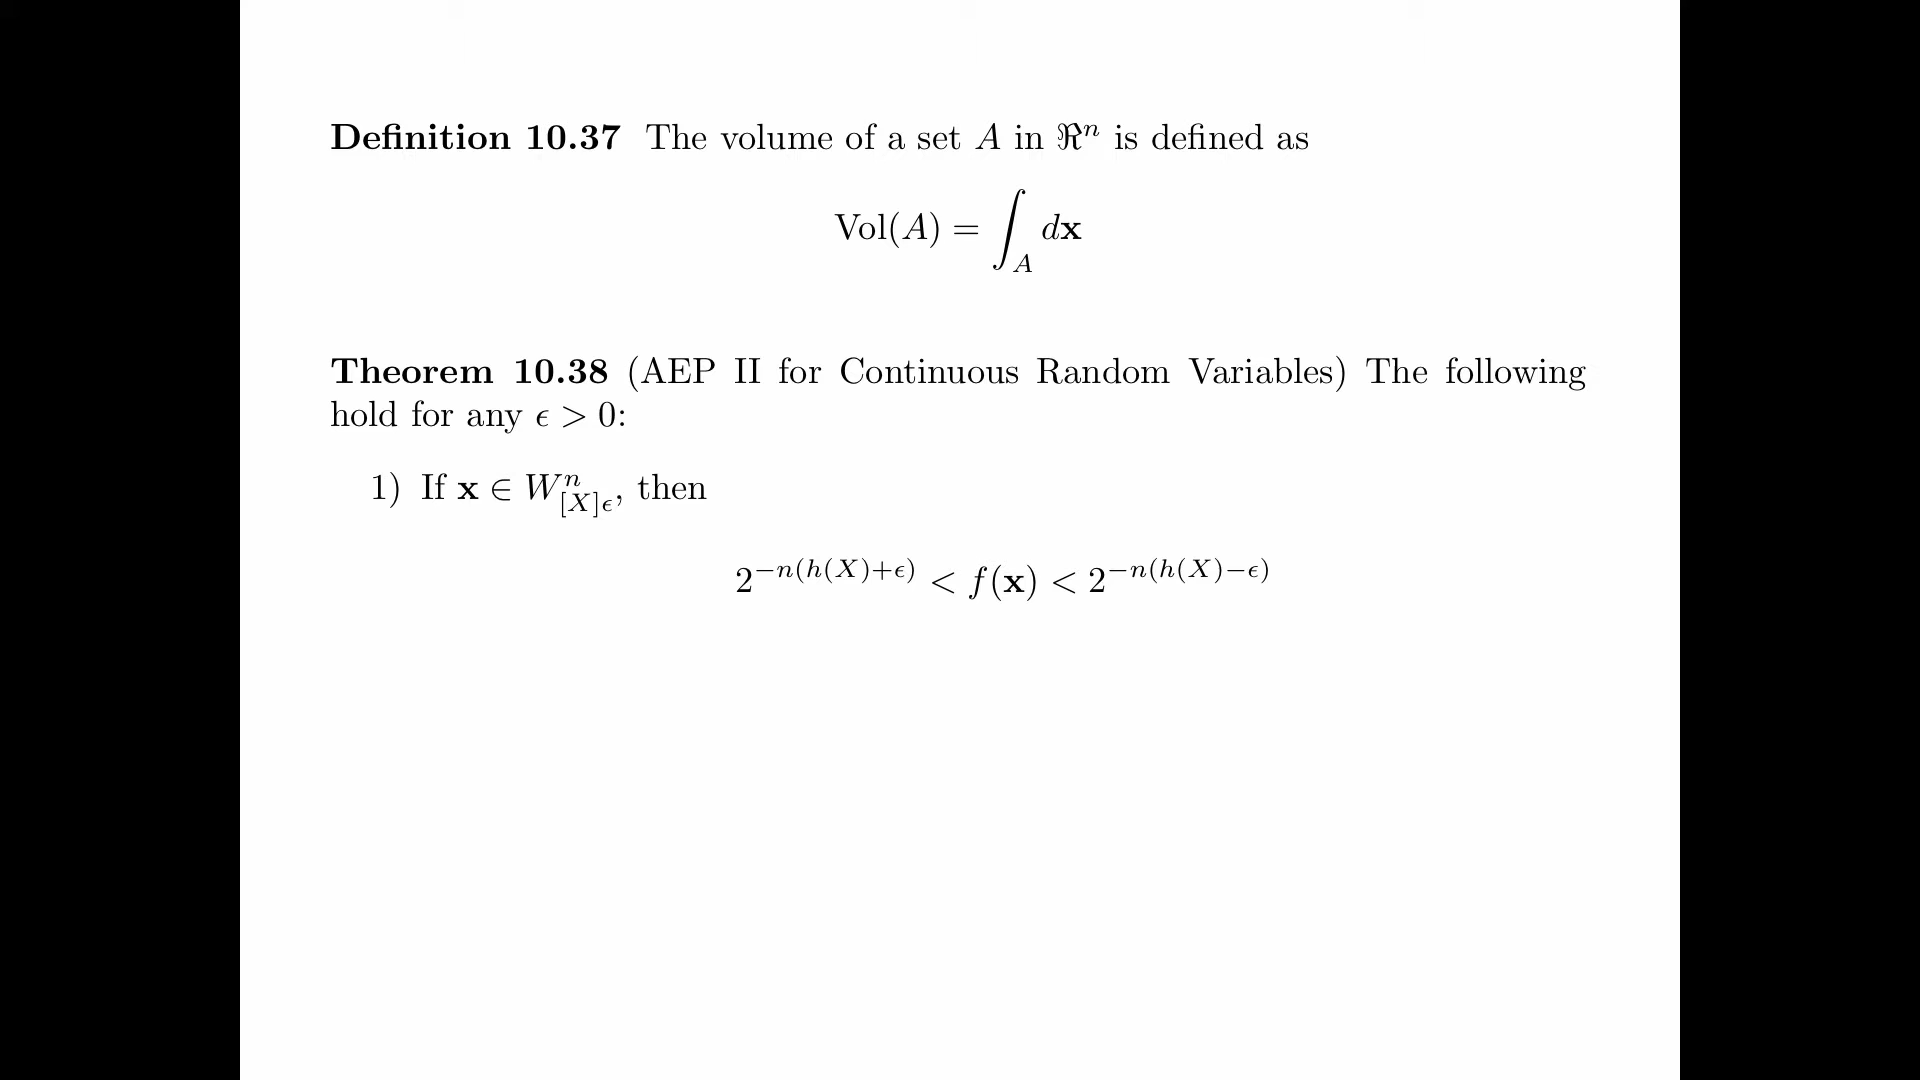 Definition 10.37 The volume of a set A in ℜⁿ is defined as
Vol(A) = ∫_A dx
Theorem 10.38 (AEP II for Continuous Random Variables) The following
hold for any ϵ > 0:
1) If x ∈ W^n_{[X]ϵ}, then
2^{−n(h(X)+ϵ)} < f(x) < 2^{−n(h(X)−ϵ)}